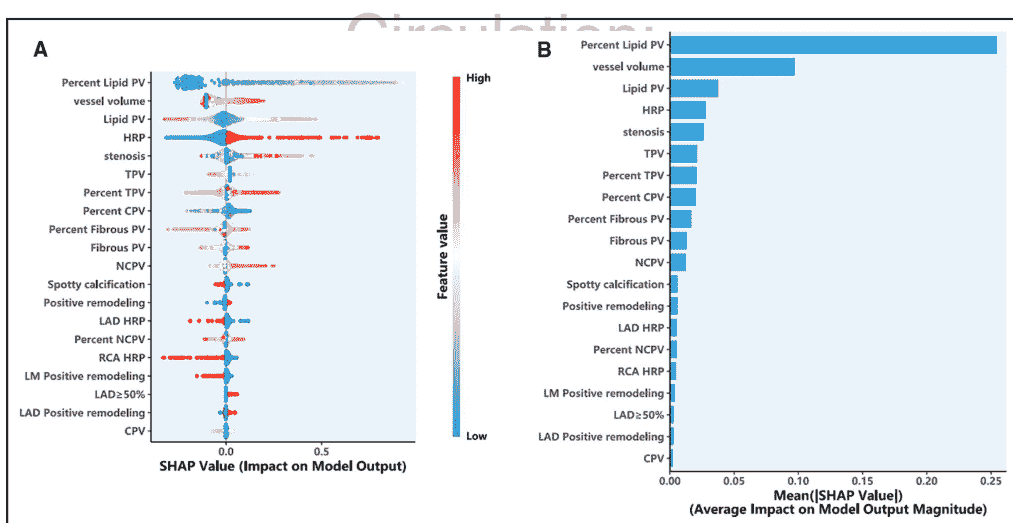 Circulation:
A
Percent Lipid PV
vessel volume
Lipid PV
HRP
stenosis
TPV
Percent TPV
Percent CPV
Percent Fibrous PV
Fibrous PV
NCPV
Spotty calcification
Positive remodeling
LAD HRP
Percent NCPV
RCA HRP
LM Positive remodeling
LAD≥50%
LAD Positive remodeling
CPV
0.0 0.5
SHAP Value (Impact on Model Output)
High
Feature value
Low
B
Percent Lipid PV
vessel volume
Lipid PV
HRP
stenosis
TPV
Percent TPV
Percent CPV
Percent Fibrous PV
Fibrous PV
NCPV
Spotty calcification
Positive remodeling
LAD HRP
Percent NCPV
RCA HRP
LM Positive remodeling
LAD≥50%
LAD Positive remodeling
CPV
0.00 0.05 0.10 0.15 0.20 0.25
Mean(|SHAP Value|)
(Average Impact on Model Output Magnitude)